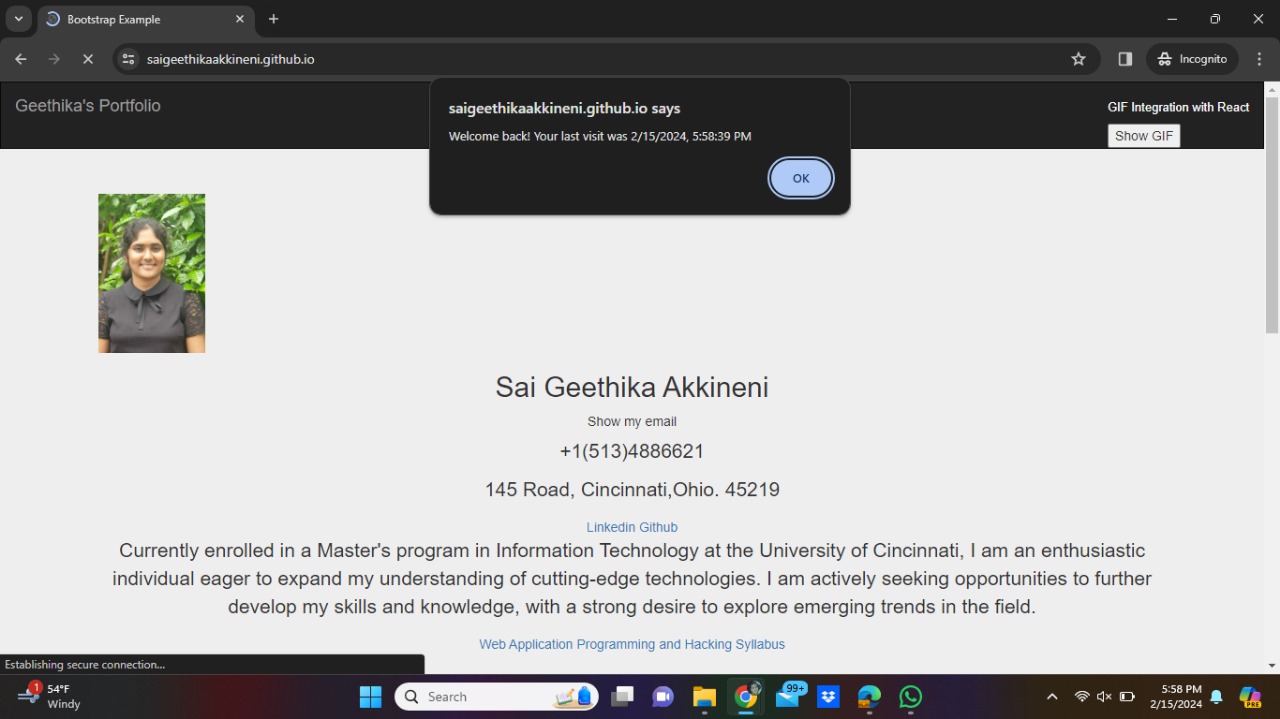 Bootstrap Example
saigeethikaakkineni.github.io
Incognito
Geethika's Portfolio
saigeethikaakkineni.github.io says
Welcome back! Your last visit was 2/15/2024, 5:58:39 PM
OK
GIF Integration with React
Show GIF
Sai Geethika Akkineni
Show my email
+1(513)4886621
145 Road, Cincinnati,Ohio. 45219
Linkedin Github
Currently enrolled in a Master's program in Information Technology at the University of Cincinnati, I am an enthusiastic
individual eager to expand my understanding of cutting-edge technologies. I am actively seeking opportunities to further
develop my skills and knowledge, with a strong desire to explore emerging trends in the field.
Web Application Programming and Hacking Syllabus
Establishing secure connection...
1
54°F
Windy
Search
99+
5:58 PM
2/15/2024
PRE